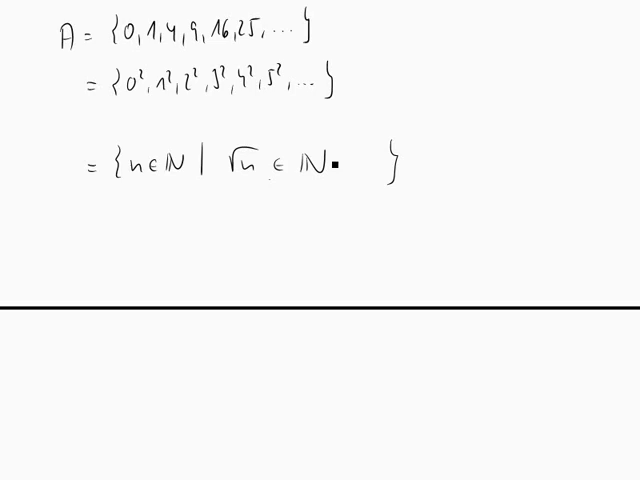 A = {0, 1, 4, 9, 16, 25, ...}
= {0², 1², 2², 3², 4², 5², ...}
= {n ∈ ℕ | √n ∈ ℕ }